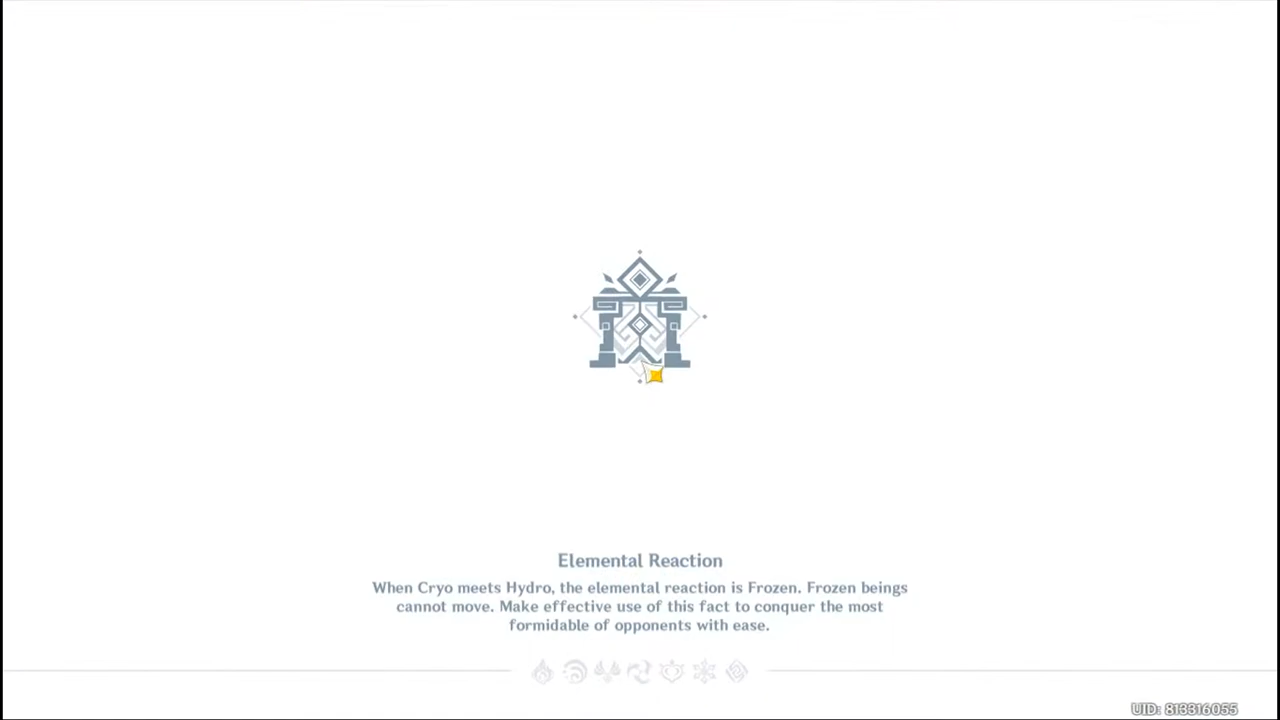 Elemental Reaction
When Cryo meets Hydro, the elemental reaction is Frozen. Frozen beings
cannot move. Make effective use of this fact to conquer the most
formidable of opponents with ease.
UID: 813316055